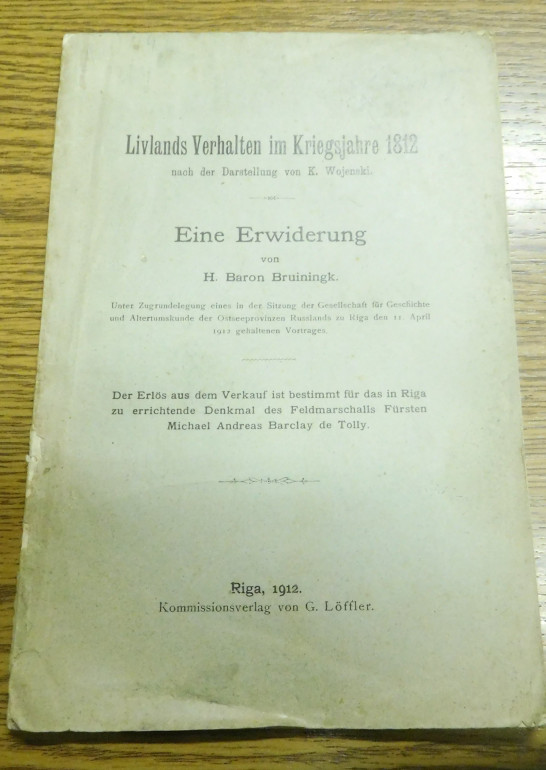 Livlands Verhalten im Kriegsjahre 1812
nach der Darstellung von K. Wojenski.
Eine Erwiderung
von
H. Baron Bruiningk.
Unter Zugrundelegung eines in der Sitzung der Gesellschaft für Geschichte
und Altertumskunde der Ostseeprovinzen Russlands zu Riga den 11. April
1912 gehaltenen Vortrages.
Der Erlös aus dem Verkauf ist bestimmt für das in Riga
zu errichtende Denkmal des Feldmarschalls Fürsten
Michael Andreas Barclay de Tolly.
Riga, 1912.
Kommissionsverlag von G. Löffler.